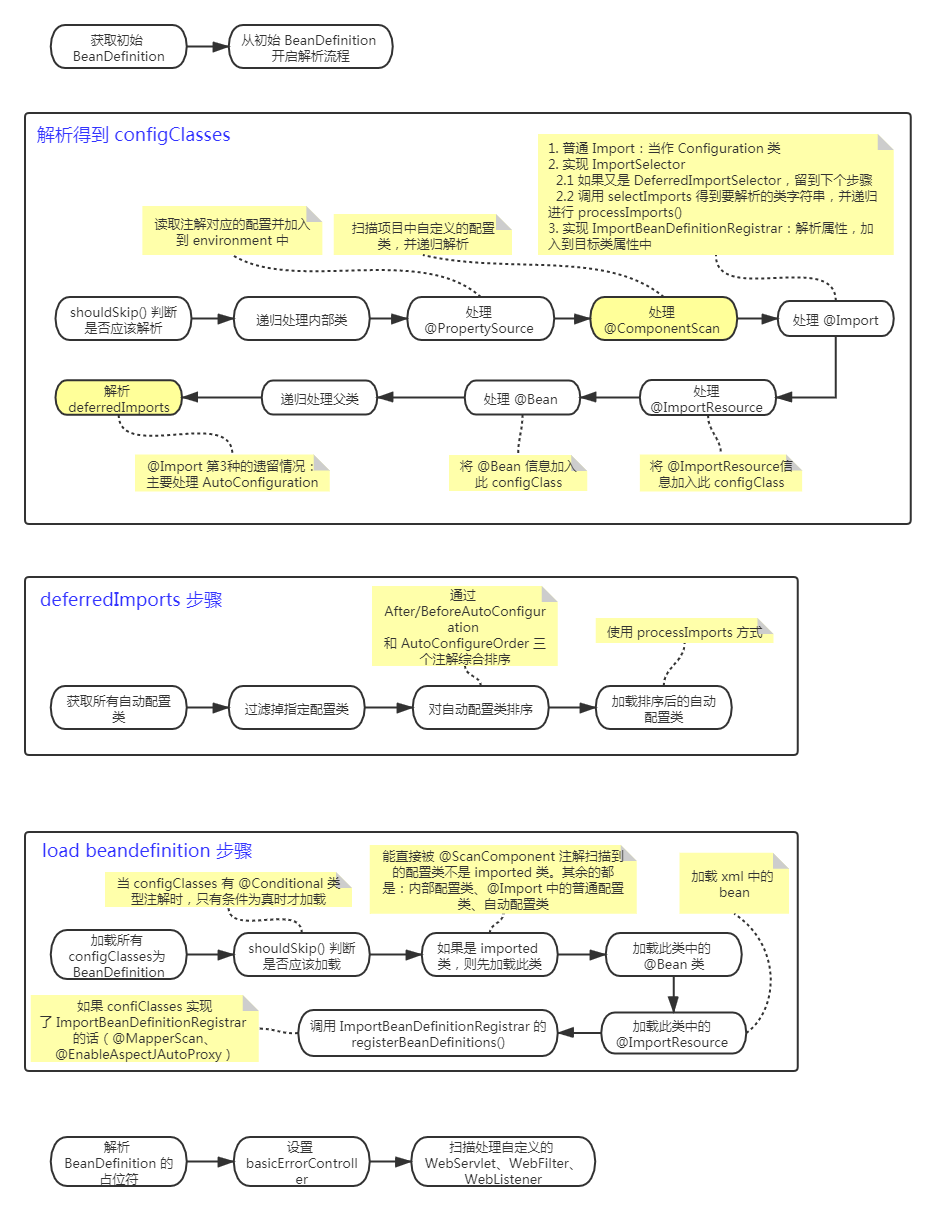 获取初始
BeanDefinition
从初始 BeanDefinition
开启解析流程
解析得到 configClasses
1. 普通 Import：当作 Configuration 类
2. 实现 ImportSelector
2.1 如果又是 DeferredImportSelector，留到下个步骤
2.2 调用 selectImports 得到要解析的类字符串，并递归
进行 processImports()
3. 实现 ImportBeanDefinitionRegistrar：解析属性，加
入到目标类属性中
读取注解对应的配置并加入
到 environment 中
扫描项目中自定义的配置
类，并递归解析
shouldSkip() 判断
是否应该解析
递归处理内部类
处理
@PropertySource
处理
@ComponentScan
处理 @Import
解析
deferredImports
递归处理父类
处理 @Bean
处理
@ImportResource
@Import 第3种的遗留情况：
主要处理 AutoConfiguration
将 @Bean 信息加入
此 configClass
将 @ImportResource信
息加入此 configClass
deferredImports 步骤
通过
After/BeforeAutoConfigur
ation
和 AutoConfigureOrder 三
个注解综合排序
使用 processImports 方式
获取所有自动配置
类
过滤掉指定配置类
对自动配置类排序
加载排序后的自动
配置类
load beandefinition 步骤
当 configClasses 有 @Conditional 类
型注解时，只有条件为真时才加载
能直接被 @ScanComponent 注解扫描到
的配置类不是 imported 类。其余的都
是：内部配置类、@Import 中的普通配置
类、自动配置类
加载 xml 中的
bean
加载所有
configClasses为
BeanDefinition
shouldSkip() 判断
是否应该加载
如果是 imported
类，则先加载此类
加载此类中的
@Bean 类
如果 confiClasses 实现
了 ImportBeanDefinitionRegistrar
的话（@MapperScan、
@EnableAspectJAutoProxy）
调用 ImportBeanDefinitionRegistrar 的
registerBeanDefinitions()
加载此类中的
@ImportResource
解析
BeanDefinition 的
占位符
设置
basicErrorControll
er
扫描处理自定义的
WebServlet、WebFilter、
WebListener